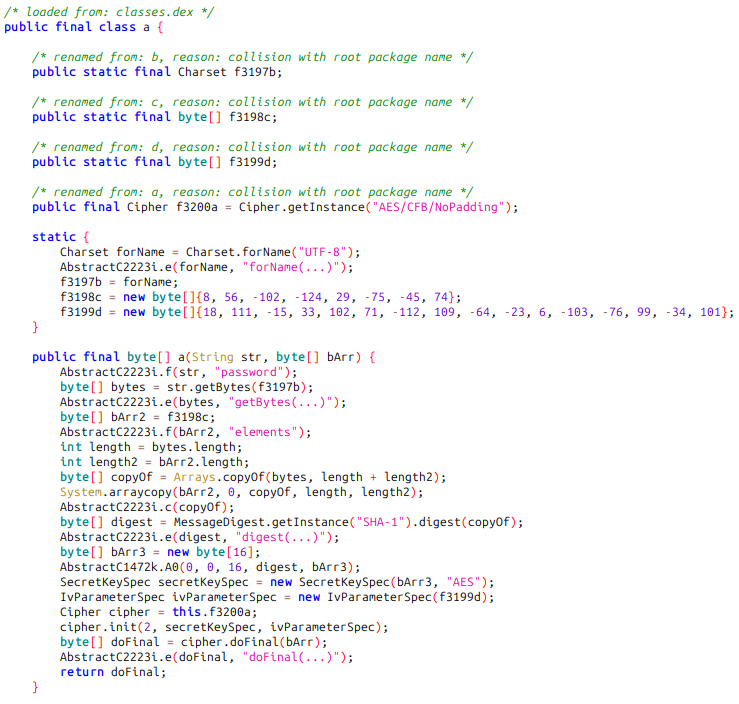 /* loaded from: classes.dex */
public final class a {
/* renamed from: b, reason: collision with root package name */
public static final Charset f3197b;
/* renamed from: c, reason: collision with root package name */
public static final byte[] f3198c;
/* renamed from: d, reason: collision with root package name */
public static final byte[] f3199d;
/* renamed from: a, reason: collision with root package name */
public final Cipher f3200a = Cipher.getInstance("AES/CFB/NoPadding");
static {
Charset forName = Charset.forName("UTF-8");
AbstractC2223i.e(forName, "forName(...)");
f3197b = forName;
f3198c = new byte[]{8, 56, -102, -124, 29, -75, -45, 74};
f3199d = new byte[]{18, 111, -15, 33, 102, 71, -112, 109, -64, -23, 6, -103, -76, 99, -34, 101};
}
public final byte[] a(String str, byte[] bArr) {
AbstractC2223i.f(str, "password");
byte[] bytes = str.getBytes(f3197b);
AbstractC2223i.e(bytes, "getBytes(...)");
byte[] bArr2 = f3198c;
AbstractC2223i.f(bArr2, "elements");
int length = bytes.length;
int length2 = bArr2.length;
byte[] copyOf = Arrays.copyOf(bytes, length + length2);
System.arraycopy(bArr2, 0, copyOf, length, length2);
AbstractC2223i.c(copyOf);
byte[] digest = MessageDigest.getInstance("SHA-1").digest(copyOf);
AbstractC2223i.e(digest, "digest(...)");
byte[] bArr3 = new byte[16];
AbstractC1472k.A0(0, 0, 16, digest, bArr3);
SecretKeySpec secretKeySpec = new SecretKeySpec(bArr3, "AES");
IvParameterSpec ivParameterSpec = new IvParameterSpec(f3199d);
Cipher cipher = this.f3200a;
cipher.init(2, secretKeySpec, ivParameterSpec);
byte[] doFinal = cipher.doFinal(bArr);
AbstractC2223i.e(doFinal, "doFinal(...)");
return doFinal;
}